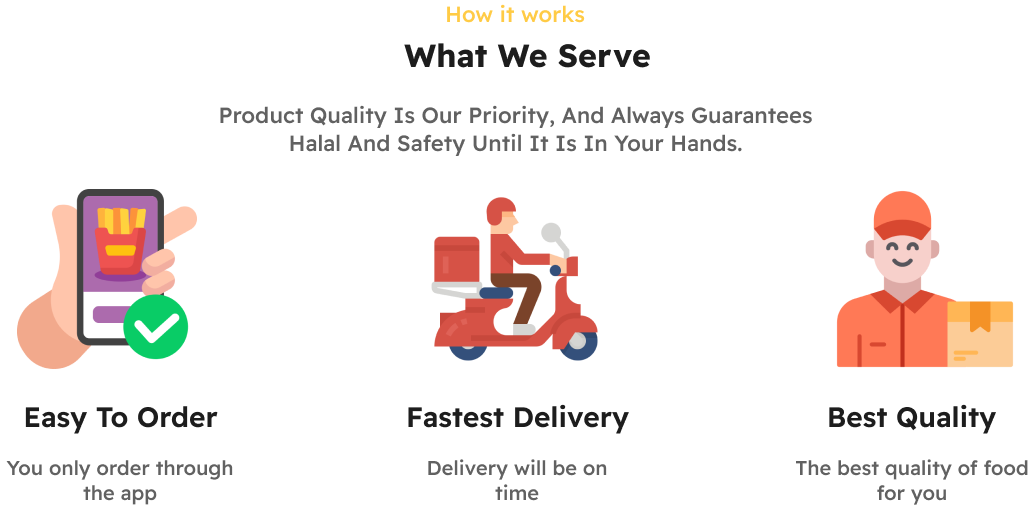 How it works
What We Serve
Product Quality Is Our Priority, And Always Guarantees
Halal And Safety Until It Is In Your Hands.
Easy To Order
You only order through
the app
Fastest Delivery
Delivery will be on
time
Best Quality
The best quality of food
for you